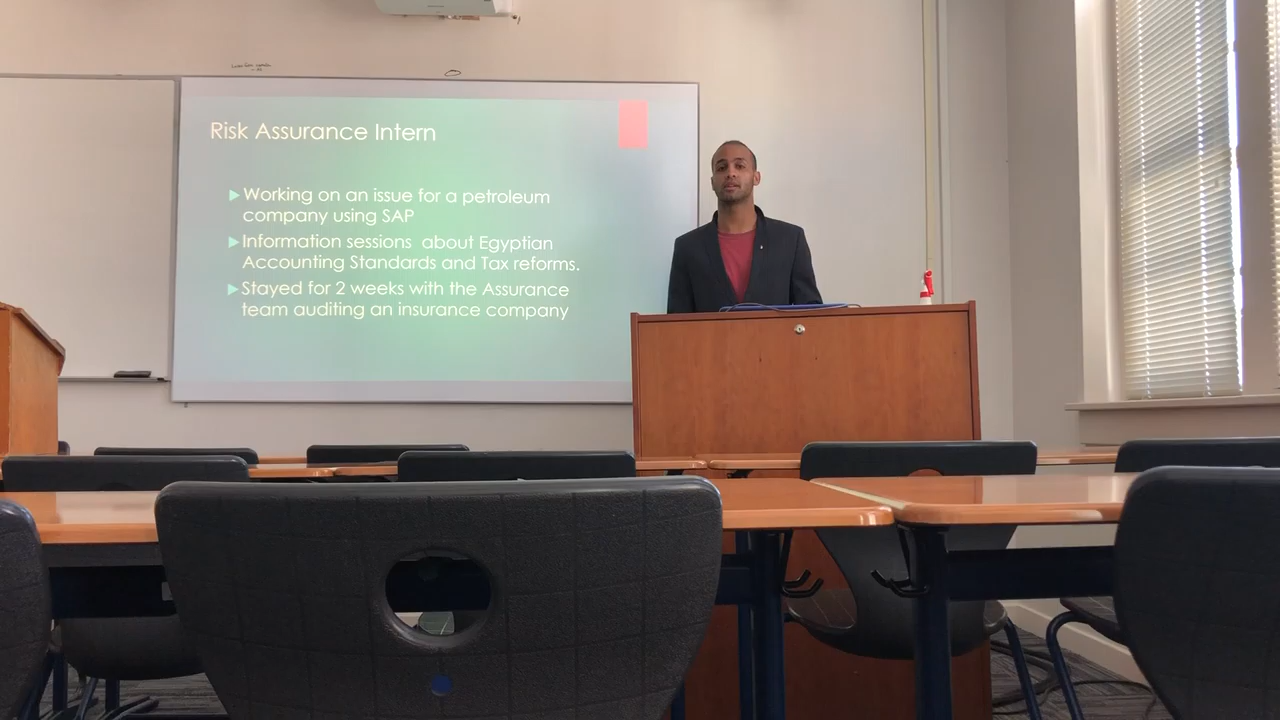 Risk Assurance Intern
▶Working on an issue for a petroleum
company using SAP
▶Information sessions about Egyptian
Accounting Standards and Tax reforms.
▶Stayed for 2 weeks with the Assurance
team auditing an insurance company